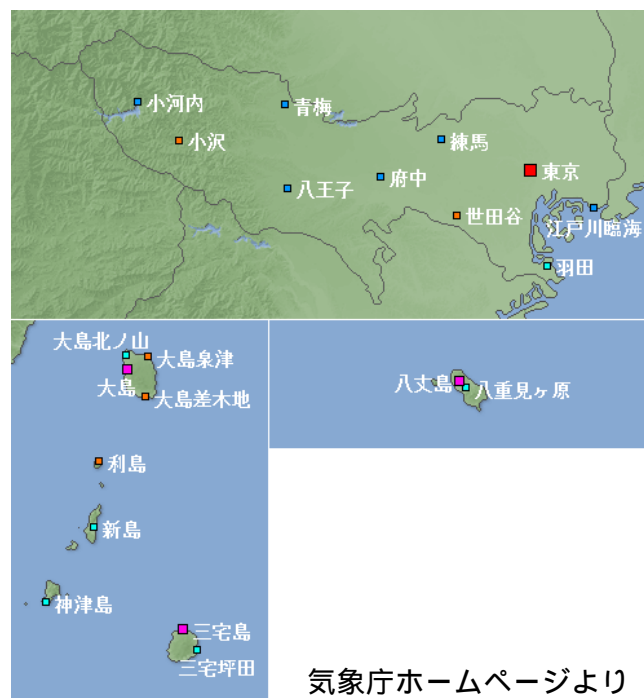 小河内
青梅
小沢
練馬
東京
府中
八王子
世田谷
江戸川臨海
羽田
大島北ノ山
大島泉津
大島
大島差木地
利島
新島
神津島
三宅島
三宅坪田
八丈島
八重見ヶ原
気象庁ホームページより